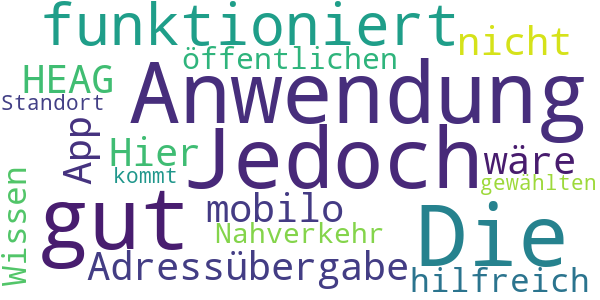 funktioniert
nicht
öffentlichen
HEAG
Anwendung
Standort
App
Hier
Jedoch
wäre
kommt
gewählten
Wissen
gut
mobilo
Die
Nahverkehr
Adressübergabe
hilfreich